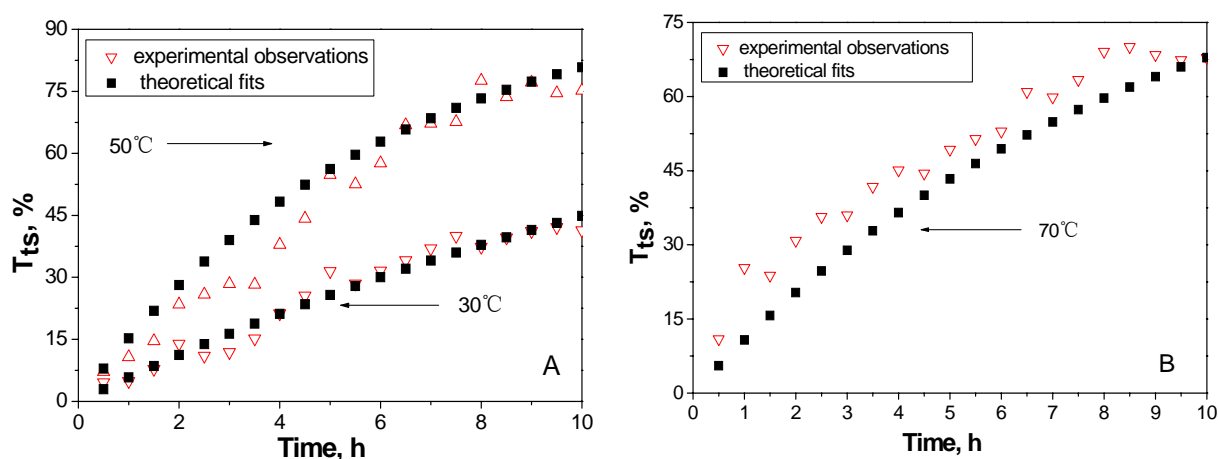 90
75
60
45
30
15
0
0 2 4 6 8 10
T_ts, %
Time, h
experimental observations
theoretical fits
50℃
30℃
A
75
60
45
30
15
0
0 1 2 3 4 5 6 7 8 9 10
T_ts, %
Time, h
experimental observations
theoretical fits
70℃
B